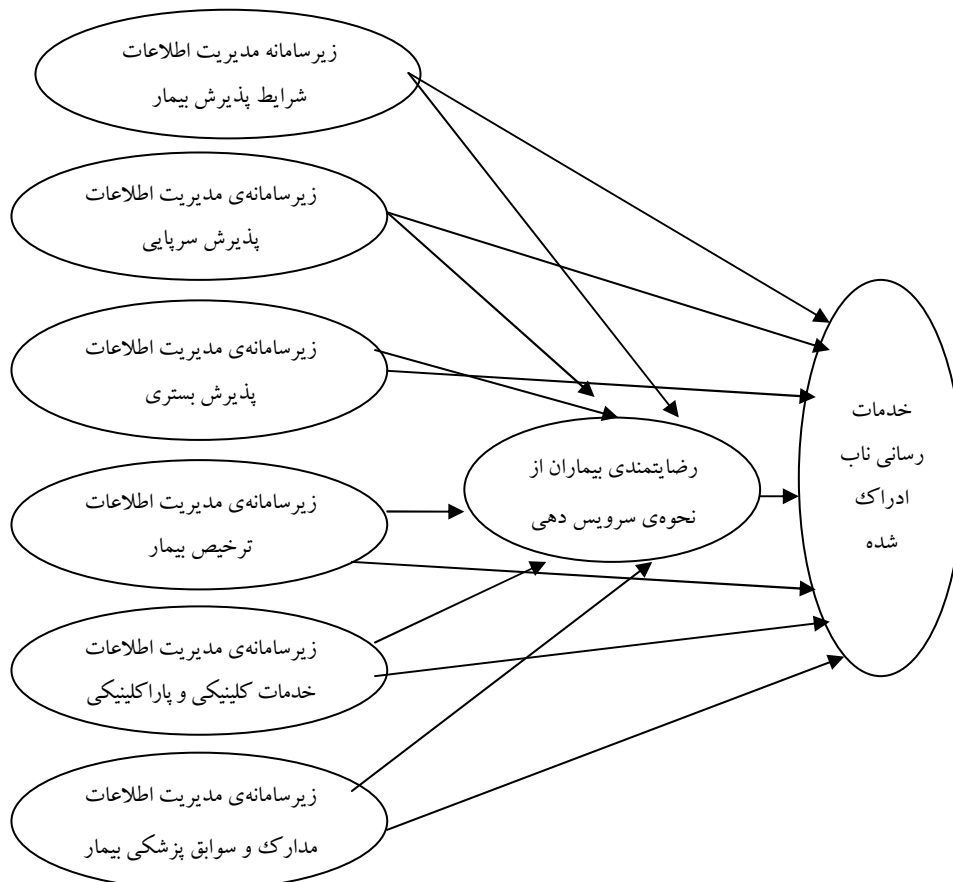 زیرسامانه مدیریت اطلاعات
شرایط پذیرش بیمار
زیرسامانه‌ی مدیریت اطلاعات
پذیرش سرپایی
زیرسامانه‌ی مدیریت اطلاعات
پذیرش بستری
زیرسامانه‌ی مدیریت اطلاعات
ترخیص بیمار
زیرسامانه‌ی مدیریت اطلاعات
خدمات کلینیکی و پاراکلینیکی
زیرسامانه‌ی مدیریت اطلاعات
مدارک و سوابق پزشکی بیمار
رضایتمندی بیماران از
نحوه‌ی سرویس دهی
خدمات
رسانی ناب
ادراک
شده